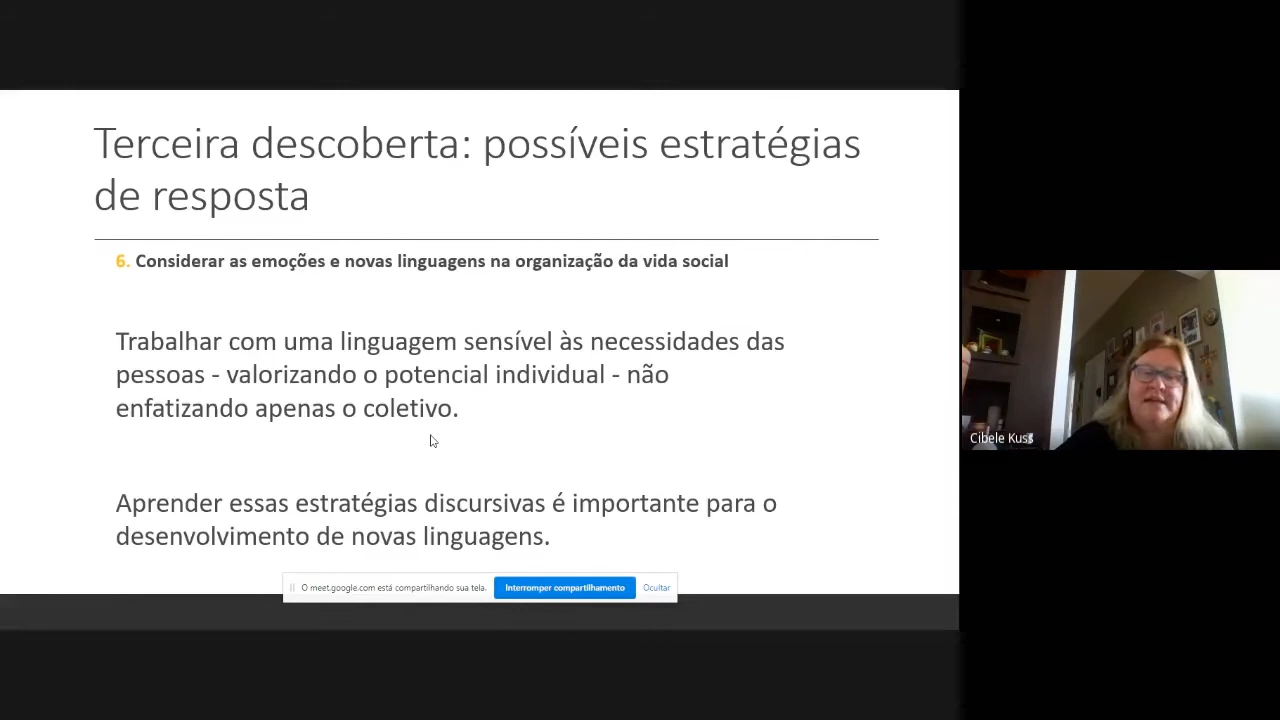 Terceira descoberta: possíveis estratégias
de resposta
6. Considerar as emoções e novas linguagens na organização da vida social
Trabalhar com uma linguagem sensível às necessidades das
pessoas - valorizando o potencial individual - não
enfatizando apenas o coletivo.
Aprender essas estratégias discursivas é importante para o
desenvolvimento de novas linguagens.
O meet.google.com está compartilhando sua tela. Interromper compartilhamento Ocultar
Cibele Kuss